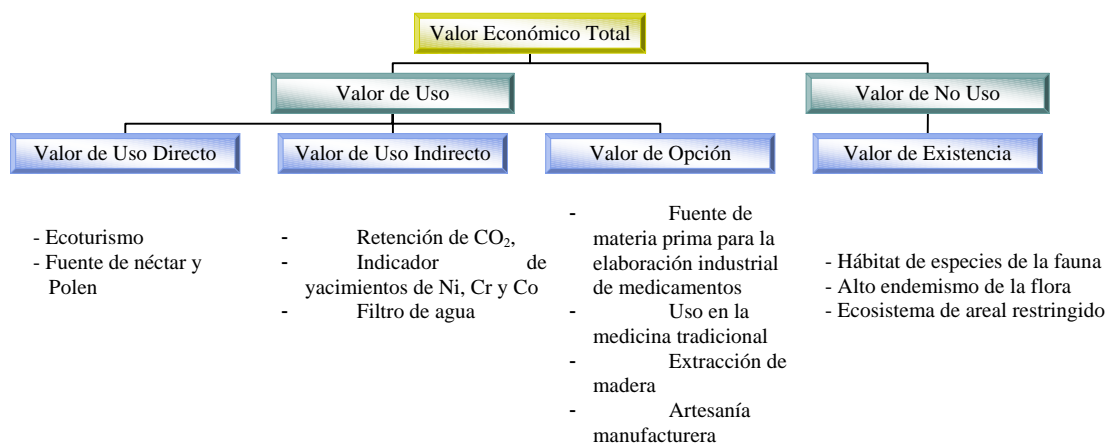 Valor Económico Total
Valor de Uso
Valor de No Uso
Valor de Uso Directo
Valor de Uso Indirecto
Valor de Opción
Valor de Existencia
- Ecoturismo
- Fuente de néctar y
Polen
- Retención de CO₂,
- Indicador de
yacimientos de Ni, Cr y Co
- Filtro de agua
- Fuente de
materia prima para la
elaboración industrial
de medicamentos
- Uso en la
medicina tradicional
- Extracción de
madera
- Artesanía
manufacturera
- Hábitat de especies de la fauna
- Alto endemismo de la flora
- Ecosistema de areal restringido